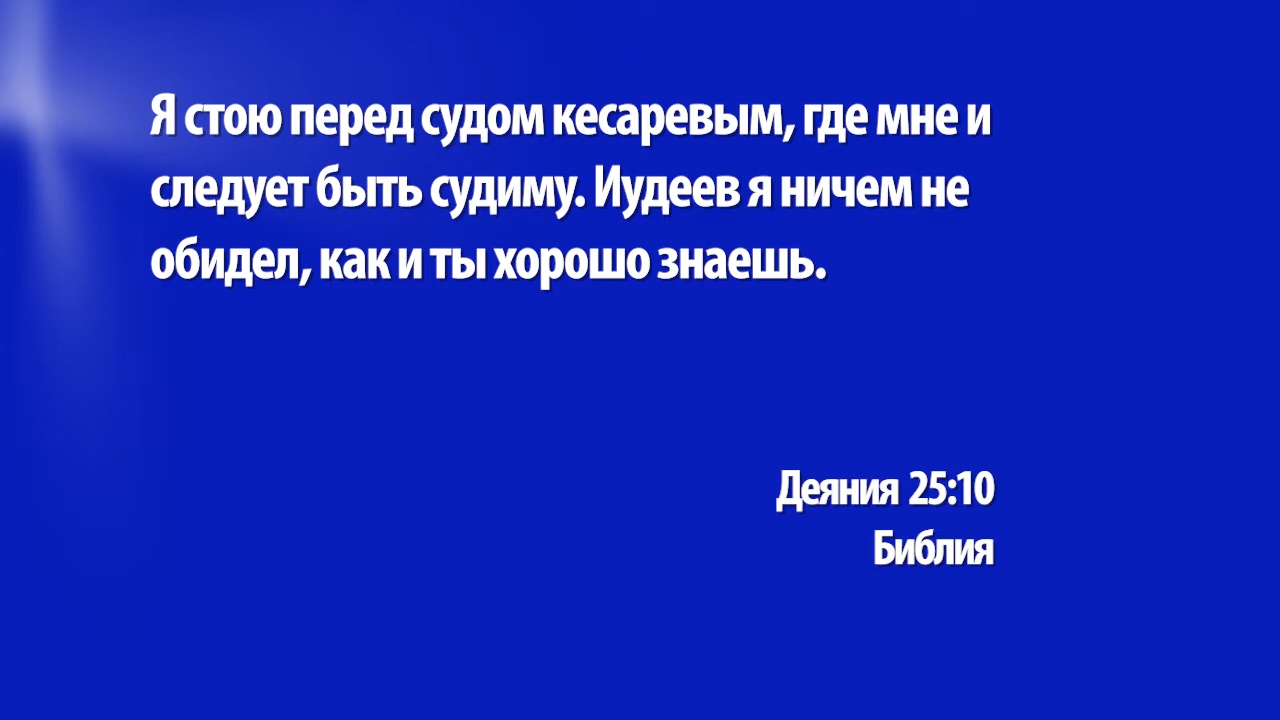 Я стою перед судом кесаревым, где мне и
следует быть судиму. Иудеев я ничем не
обидел, как и ты хорошо знаешь.
Деяния 25:10
Библия